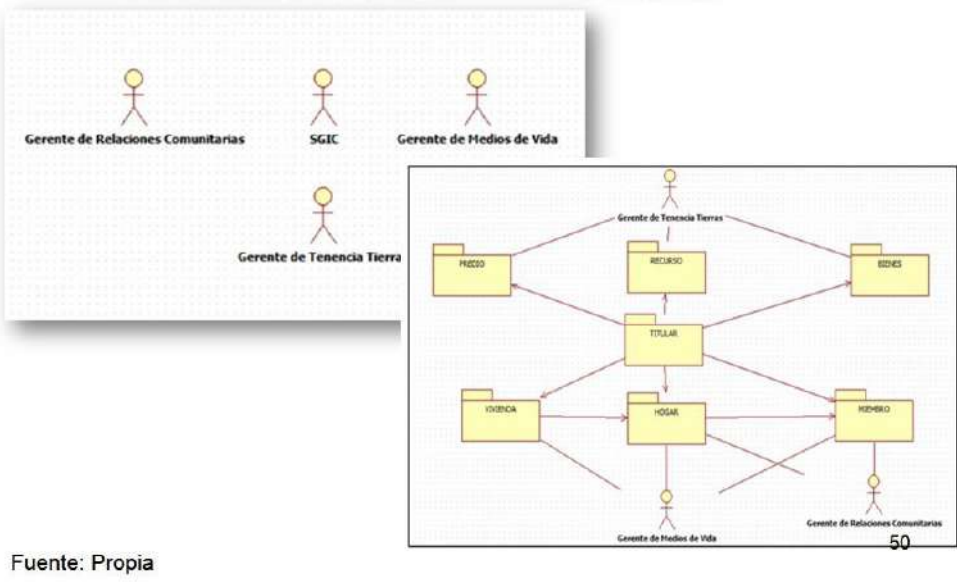 Gerente de Relaciones Comunitarias
SGIC
Gerente de Medios de Vida
Gerente de Tenencia Tierra
Gerente de Tenencia Tierras
PREDIO
RECURSO
BIENES
TITULAR
VIVIENDA
HOGAR
MIEMBRO
Gerente de Medios de Vida
Gerente de Relaciones Comunitarias
50
Fuente: Propia